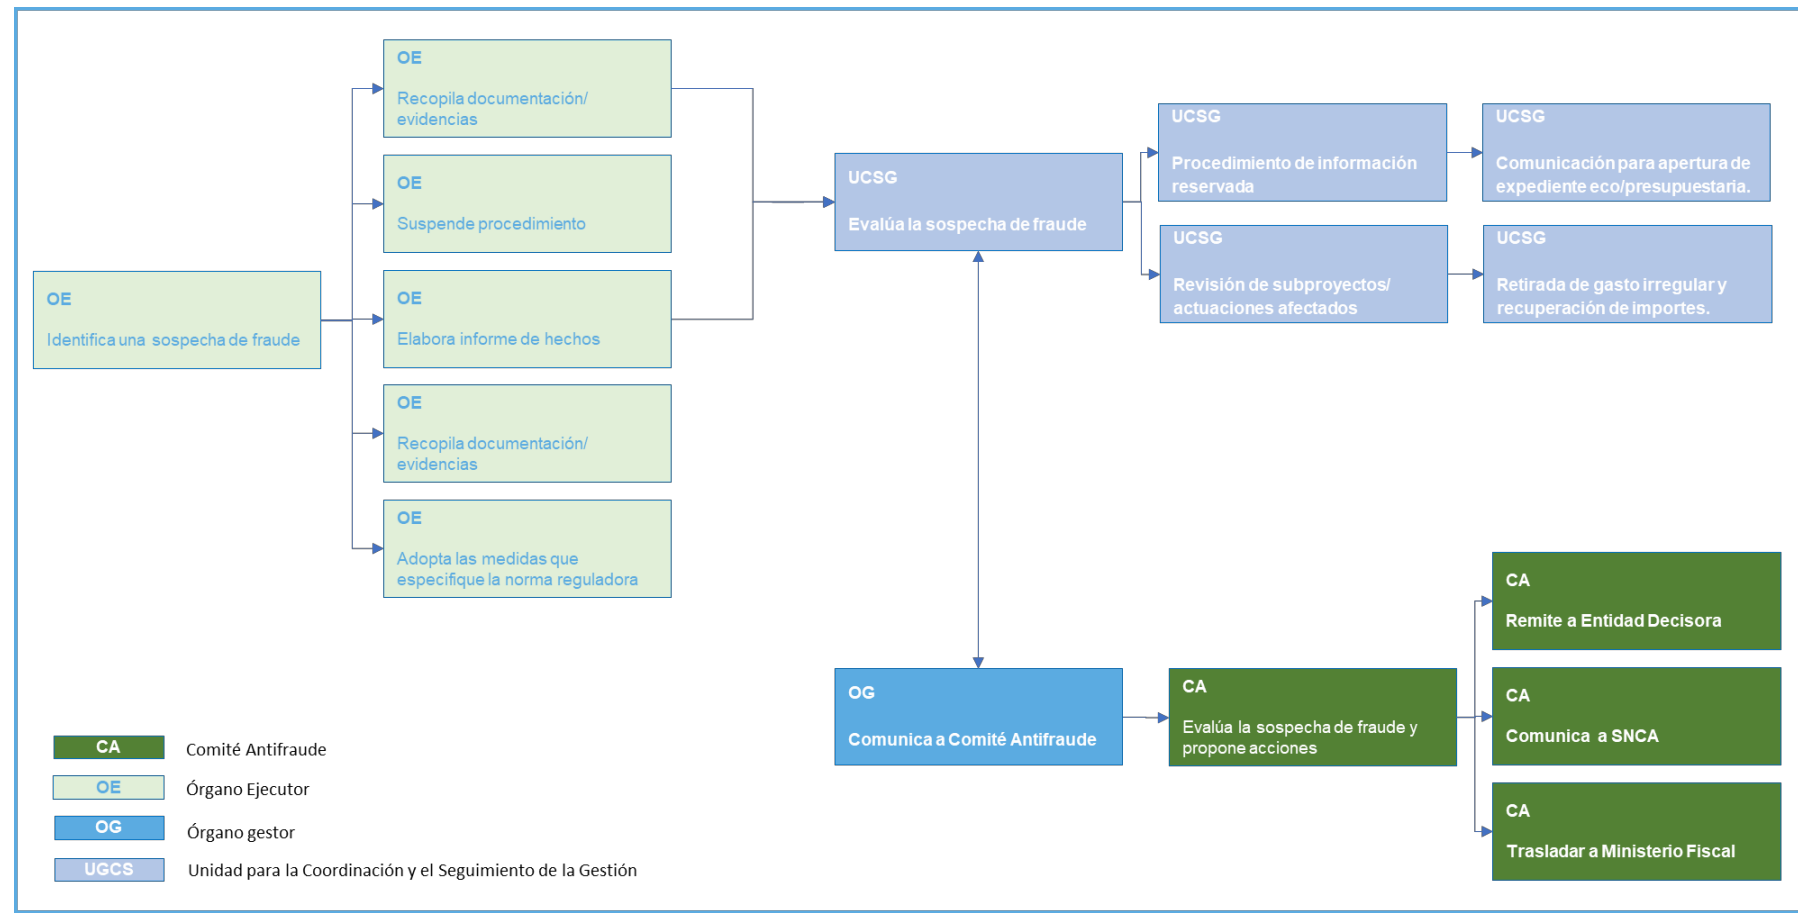 OE
Identifica una sospecha de fraude
OE
Recopila documentación/
evidencias
OE
Suspende procedimiento
OE
Elabora informe de hechos
OE
Recopila documentación/
evidencias
OE
Adopta las medidas que
especifique la norma reguladora
UCSG
Evalúa la sospecha de fraude
UCSG
Procedimiento de información
reservada
UCSG
Comunicación para apertura de
expediente eco/presupuestaria.
UCSG
Revisión de subproyectos/
actuaciones afectados
UCSG
Retirada de gasto irregular y
recuperación de importes.
OG
Comunica a Comité Antifraude
CA
Evalúa la sospecha de fraude y
propone acciones
CA
Remite a Entidad Decisora
CA
Comunica a SNCA
CA
Trasladar a Ministerio Fiscal
CA Comité Antifraude
OE Órgano Ejecutor
OG Órgano gestor
UGCS Unidad para la Coordinación y el Seguimiento de la Gestión